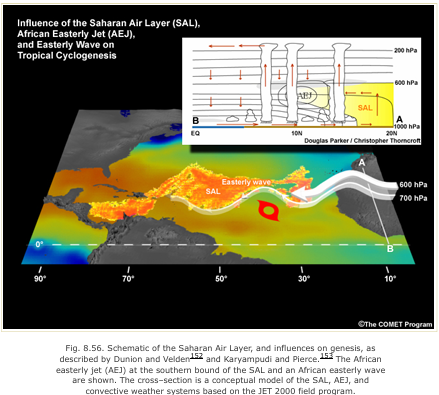 Influence of the Saharan Air Layer (SAL),
African Easterly Jet (AEJ),
and Easterly Wave on
Tropical Cyclogenesis
200 hPa
600 hPa
AEJ
SAL
B
A
1000 hPa
EQ
10N
20N
Douglas Parker / Christopher Thorncroft
A
Easterly wave
SAL
600 hPa
700 hPa
0°
B
90°
70°
50°
30°
10°
©The COMET Program
Fig. 8.56. Schematic of the Saharan Air Layer, and influences on genesis, as
described by Dunion and Velden152 and Karyampudi and Pierce.153 The African
easterly jet (AEJ) at the southern bound of the SAL and an African easterly wave
are shown. The cross–section is a conceptual model of the SAL, AEJ, and
convective weather systems based on the JET 2000 field program.